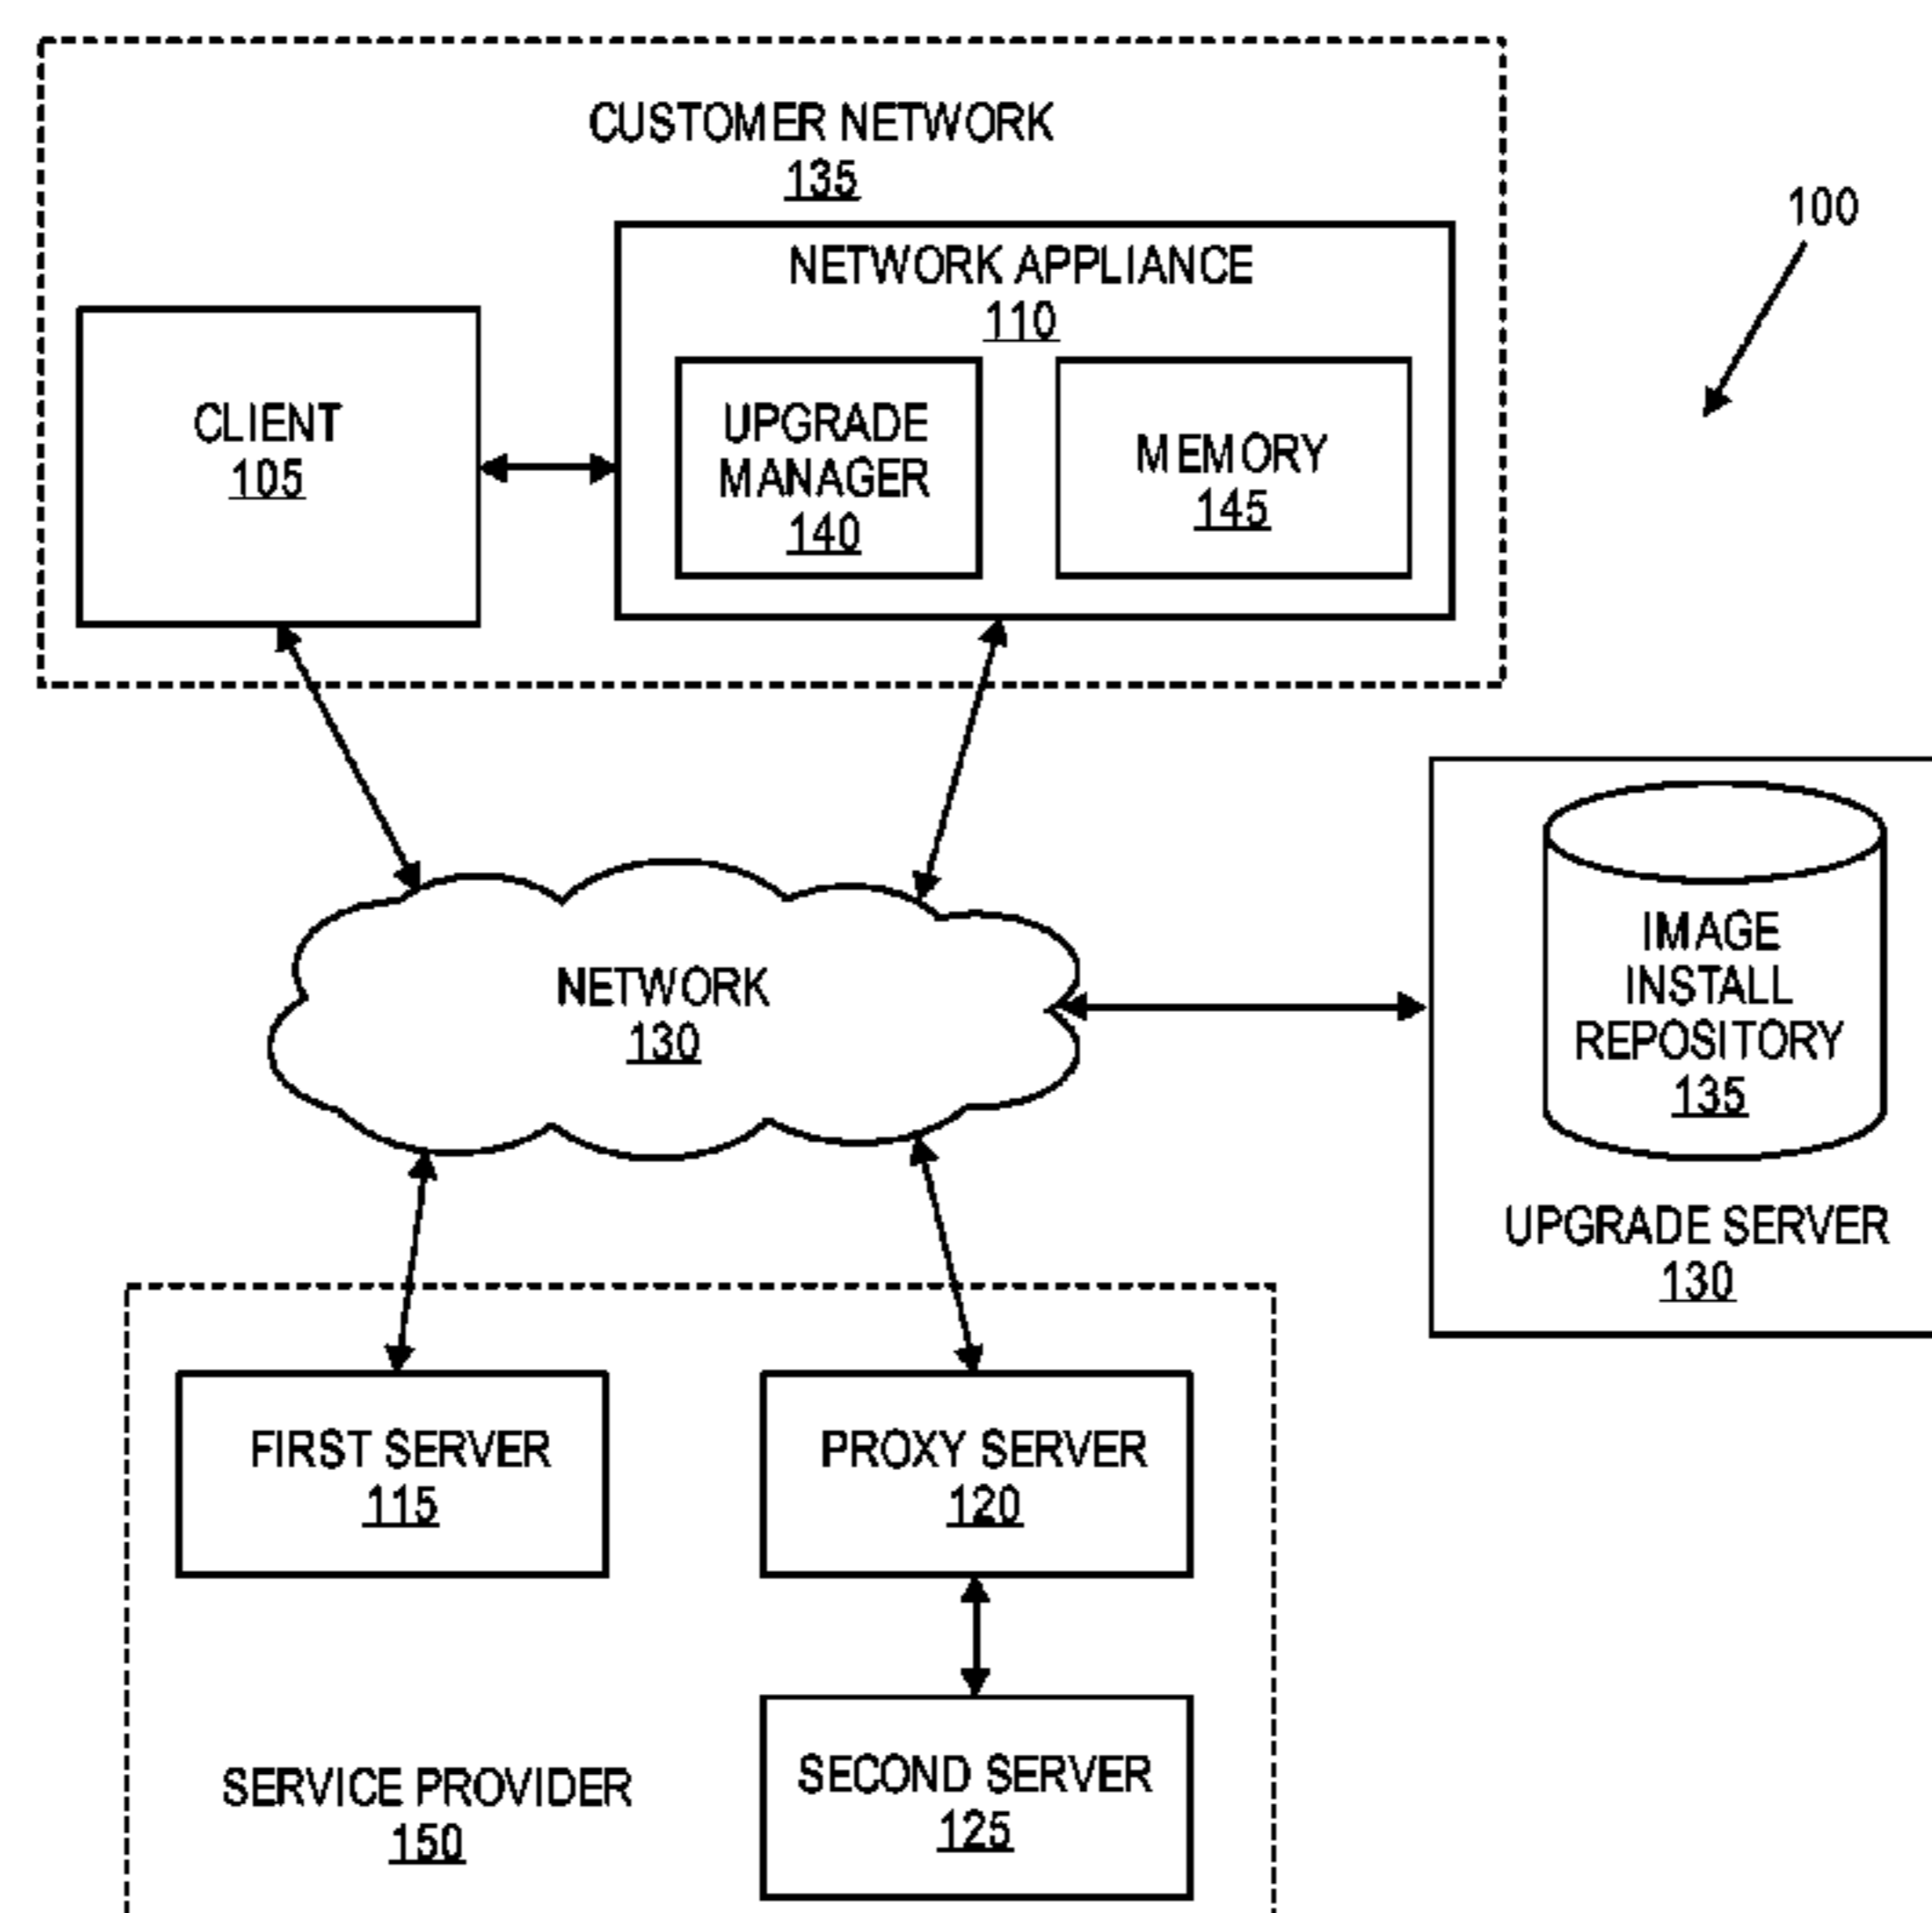 CUSTOMER NETWORK
135
100
NETWORK APPLIANCE
110
CLIENT
105
UPGRADE
MANAGER
140
MEMORY
145
NETWORK
130
IMAGE
INSTALL
REPOSITORY
135
UPGRADE SERVER
130
FIRST SERVER
115
PROXY SERVER
120
SERVICE PROVIDER
150
SECOND SERVER
125